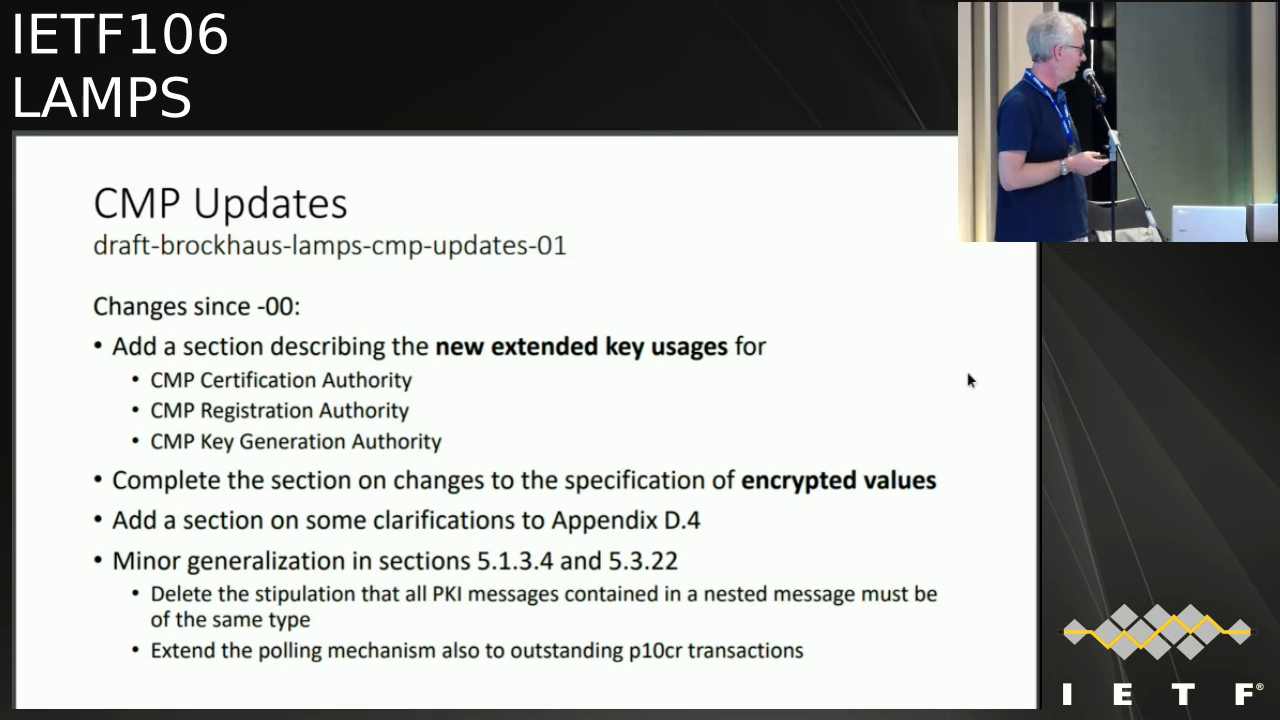 IETF106
LAMPS
CMP Updates
draft-brockhaus-lamps-cmp-updates-01
Changes since -00:
• Add a section describing the new extended key usages for
• CMP Certification Authority
• CMP Registration Authority
• CMP Key Generation Authority
• Complete the section on changes to the specification of encrypted values
• Add a section on some clarifications to Appendix D.4
• Minor generalization in sections 5.1.3.4 and 5.3.22
• Delete the stipulation that all PKI messages contained in a nested message must be
of the same type
• Extend the polling mechanism also to outstanding p10cr transactions
I E T F®